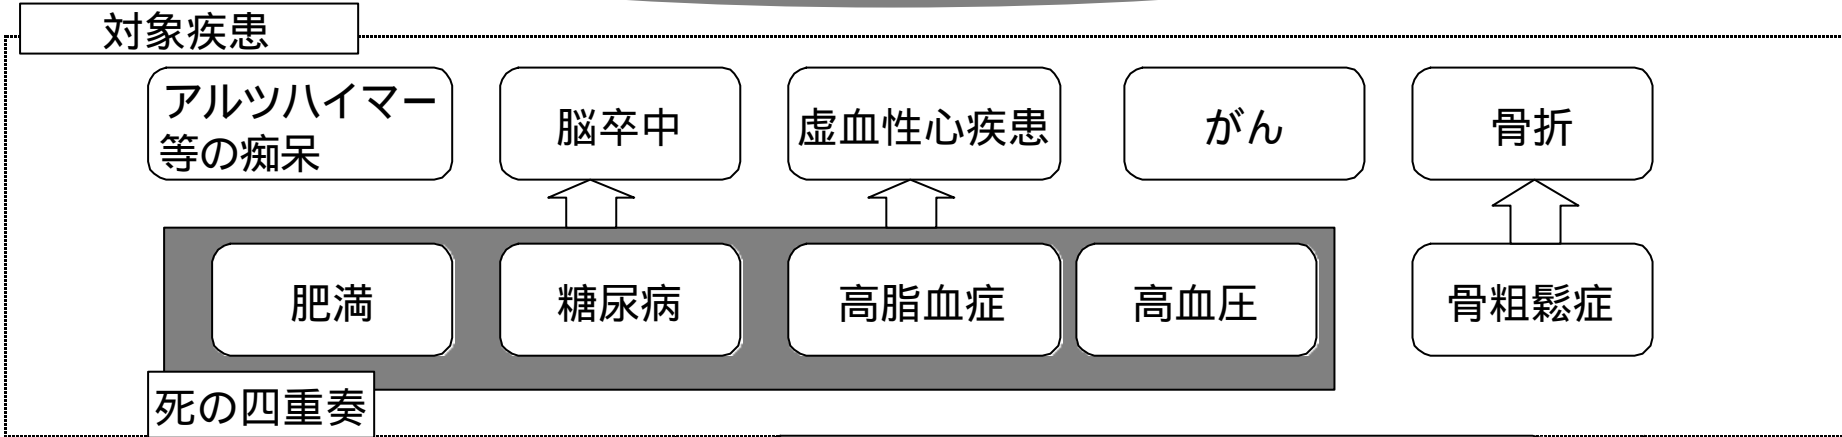 対象疾患
アルツハイマー
等の痴呆
脳卒中
虚血性心疾患
がん
骨折
肥満
糖尿病
高脂血症
高血圧
骨粗鬆症
死の四重奏